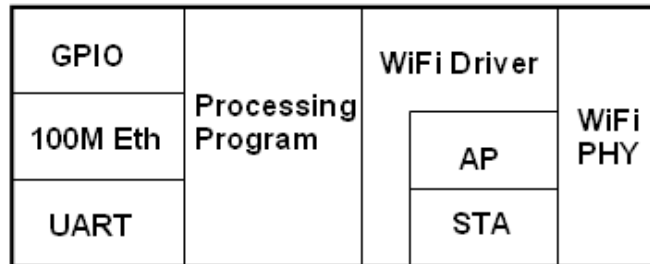 GPIO
100M Eth
UART
Processing
Program
WiFi Driver
AP
STA
WiFi
PHY